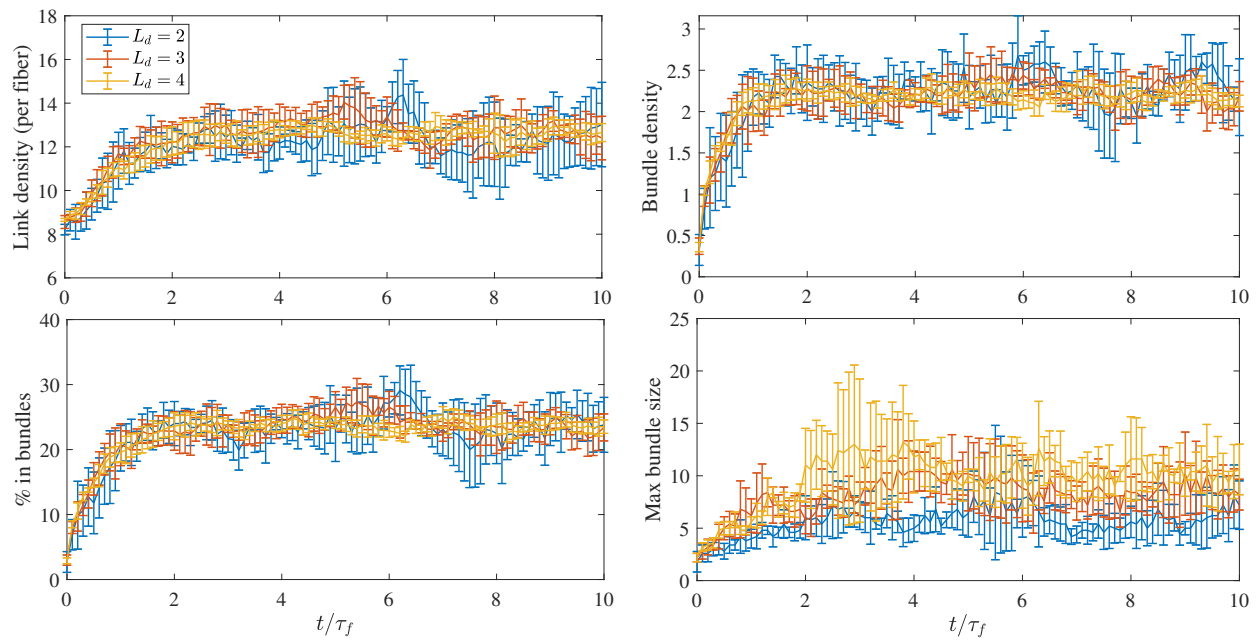 18
16
14
12
10
8
6
Link density (per fiber)
L_d = 2
L_d = 3
L_d = 4
0 2 4 6 8 10
3
2.5
2
1.5
1
0.5
0
Bundle density
0 2 4 6 8 10
40
30
20
10
0
% in bundles
0 2 4 6 8 10
t/τ_f
25
20
15
10
5
0
Max bundle size
0 2 4 6 8 10
t/τ_f